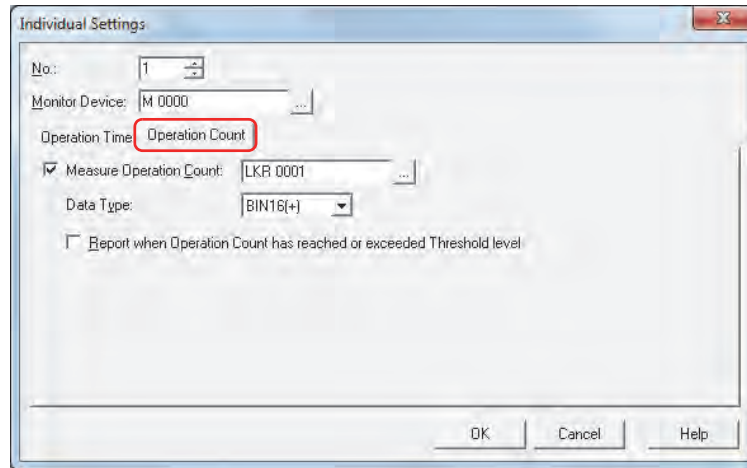 Individual Settings
No.: 1
Monitor Device: M 0000 ...
Operation Time Operation Count
Measure Operation Count: LKR 0001 ...
Data Type: BIN16(+)
Report when Operation Count has reached or exceeded Threshold level
OK Cancel Help